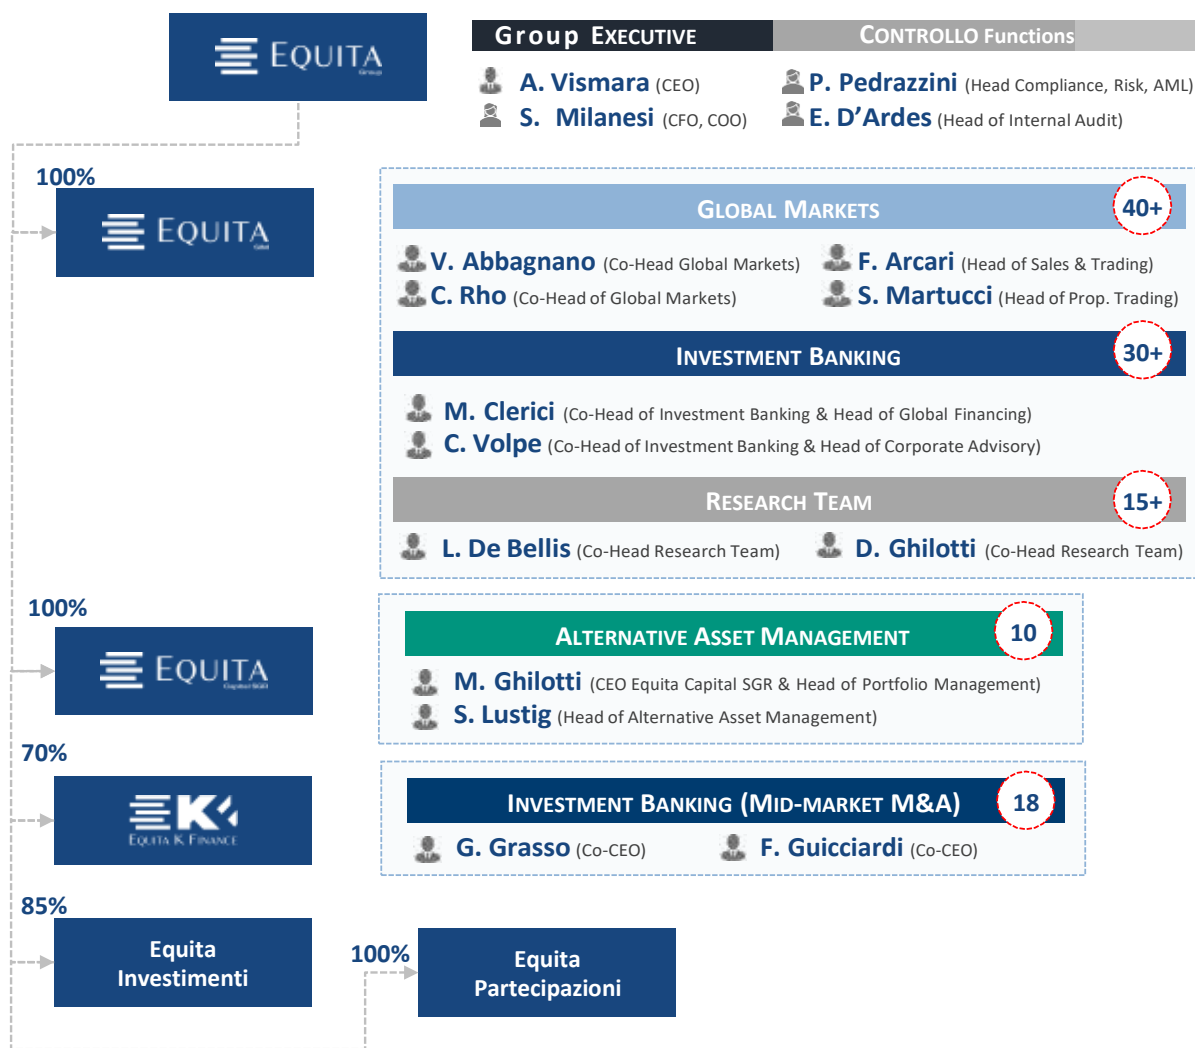 EQUITA
Group
Group EXECUTIVE
CONTROLLO Functions
A. Vismara (CEO)
P. Pedrazzini (Head Compliance, Risk, AML)
S. Milanesi (CFO, COO)
E. D’Ardes (Head of Internal Audit)
100%
EQUITA
GLOBAL MARKETS
40+
V. Abbagnano (Co-Head Global Markets)
F. Arcari (Head of Sales & Trading)
C. Rho (Co-Head of Global Markets)
S. Martucci (Head of Prop. Trading)
INVESTMENT BANKING
30+
M. Clerici (Co-Head of Investment Banking & Head of Global Financing)
C. Volpe (Co-Head of Investment Banking & Head of Corporate Advisory)
RESEARCH TEAM
15+
L. De Bellis (Co-Head Research Team)
D. Ghilotti (Co-Head Research Team)
100%
EQUITA
Capital SGR
ALTERNATIVE ASSET MANAGEMENT
10
M. Ghilotti (CEO Equita Capital SGR & Head of Portfolio Management)
S. Lustig (Head of Alternative Asset Management)
70%
K
EQUITA K FINANCE
INVESTMENT BANKING (MID-MARKET M&A)
18
G. Grasso (Co-CEO)
F. Guicciardi (Co-CEO)
85%
Equita
Investimenti
100%
Equita
Partecipazioni